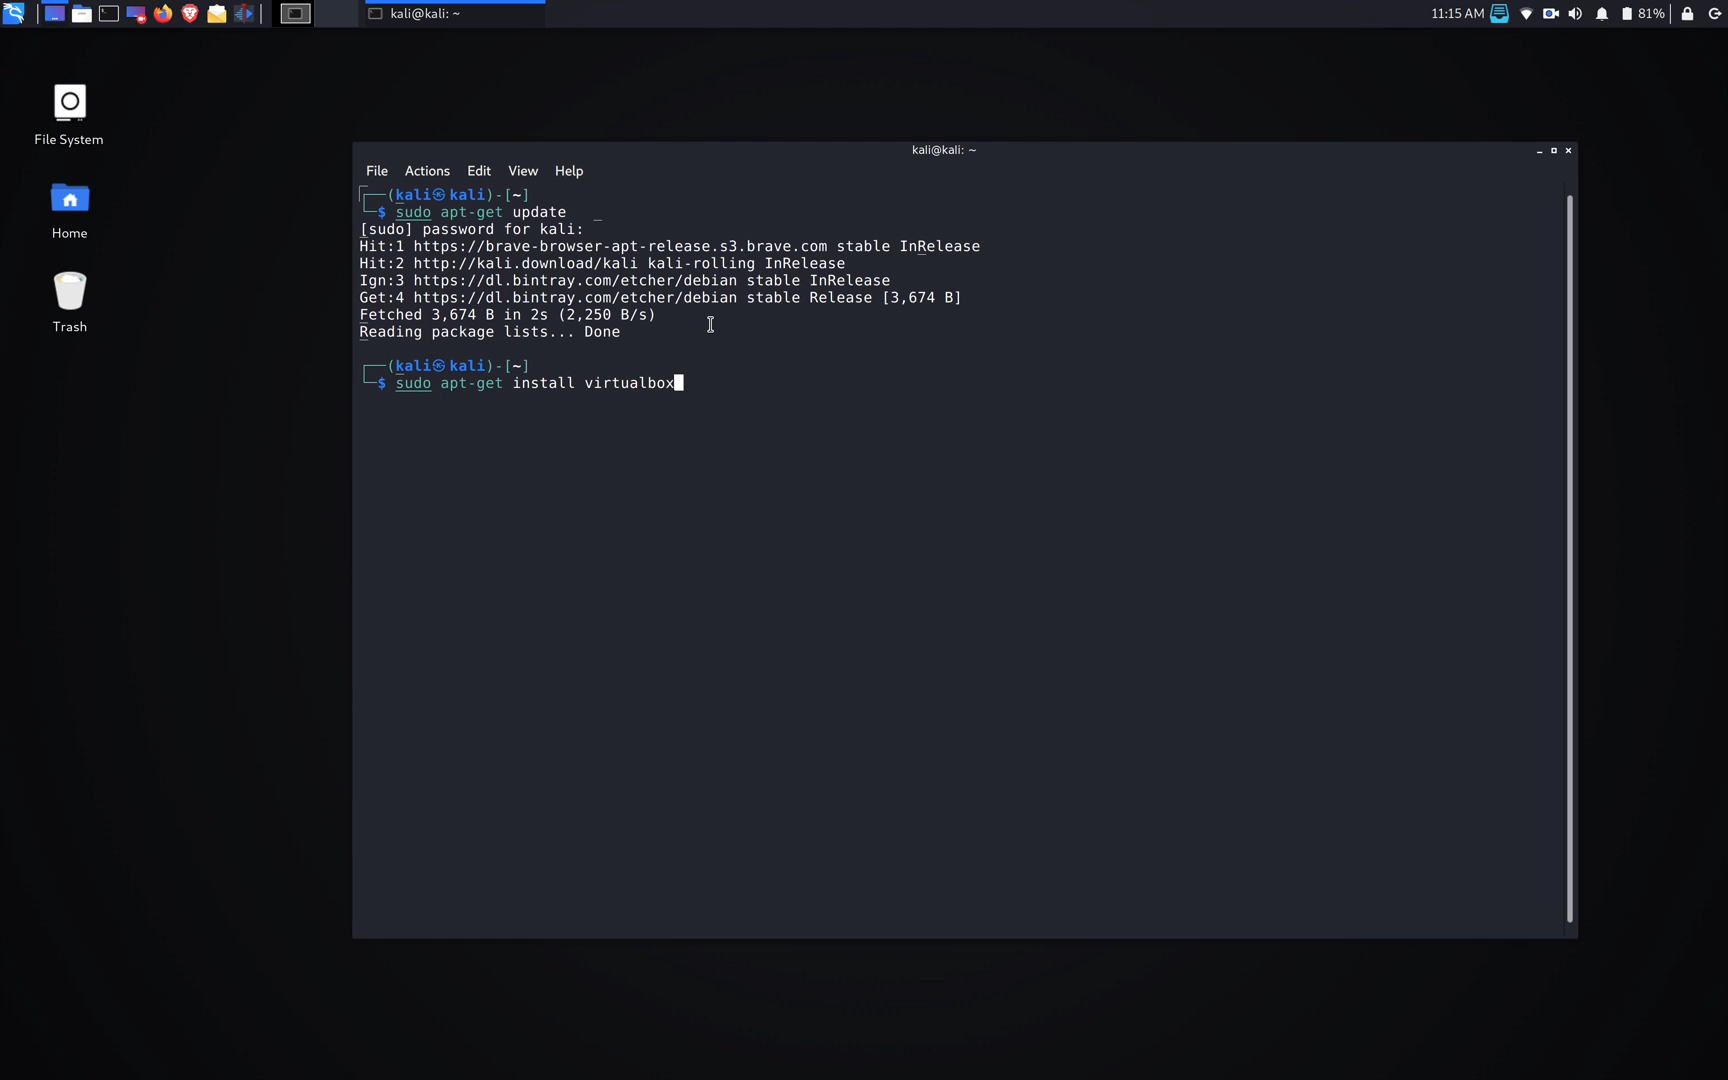 kali@kali: ~
11:15 AM
81%
File System
Home
Trash
kali@kali: ~
File Actions Edit View Help
┌──(kali㉿kali)-[~]
└─$ sudo apt-get update
[sudo] password for kali:
Hit:1 https://brave-browser-apt-release.s3.brave.com stable InRelease
Hit:2 http://kali.download/kali kali-rolling InRelease
Ign:3 https://dl.bintray.com/etcher/debian stable InRelease
Get:4 https://dl.bintray.com/etcher/debian stable Release [3,674 B]
Fetched 3,674 B in 2s (2,250 B/s)
Reading package lists... Done
┌──(kali㉿kali)-[~]
└─$ sudo apt-get install virtualbox